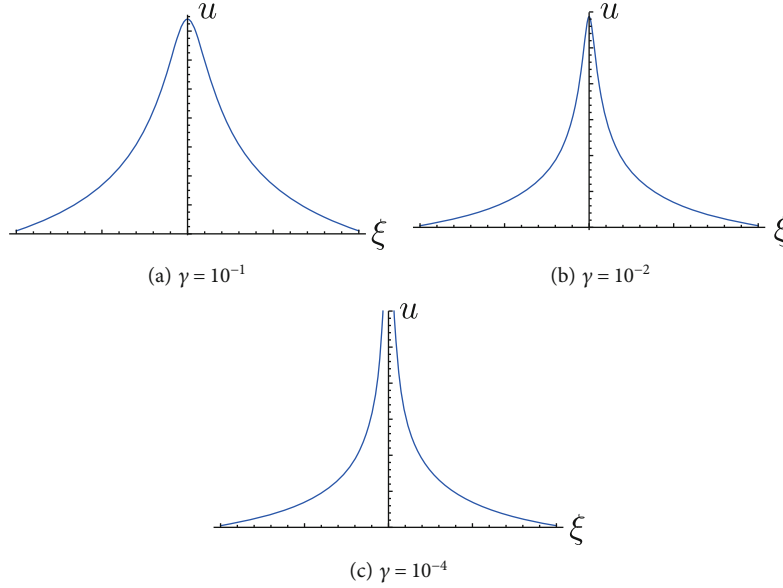 u
ξ
(a) γ = 10⁻¹
u
ξ
(b) γ = 10⁻²
u
ξ
(c) γ = 10⁻⁴